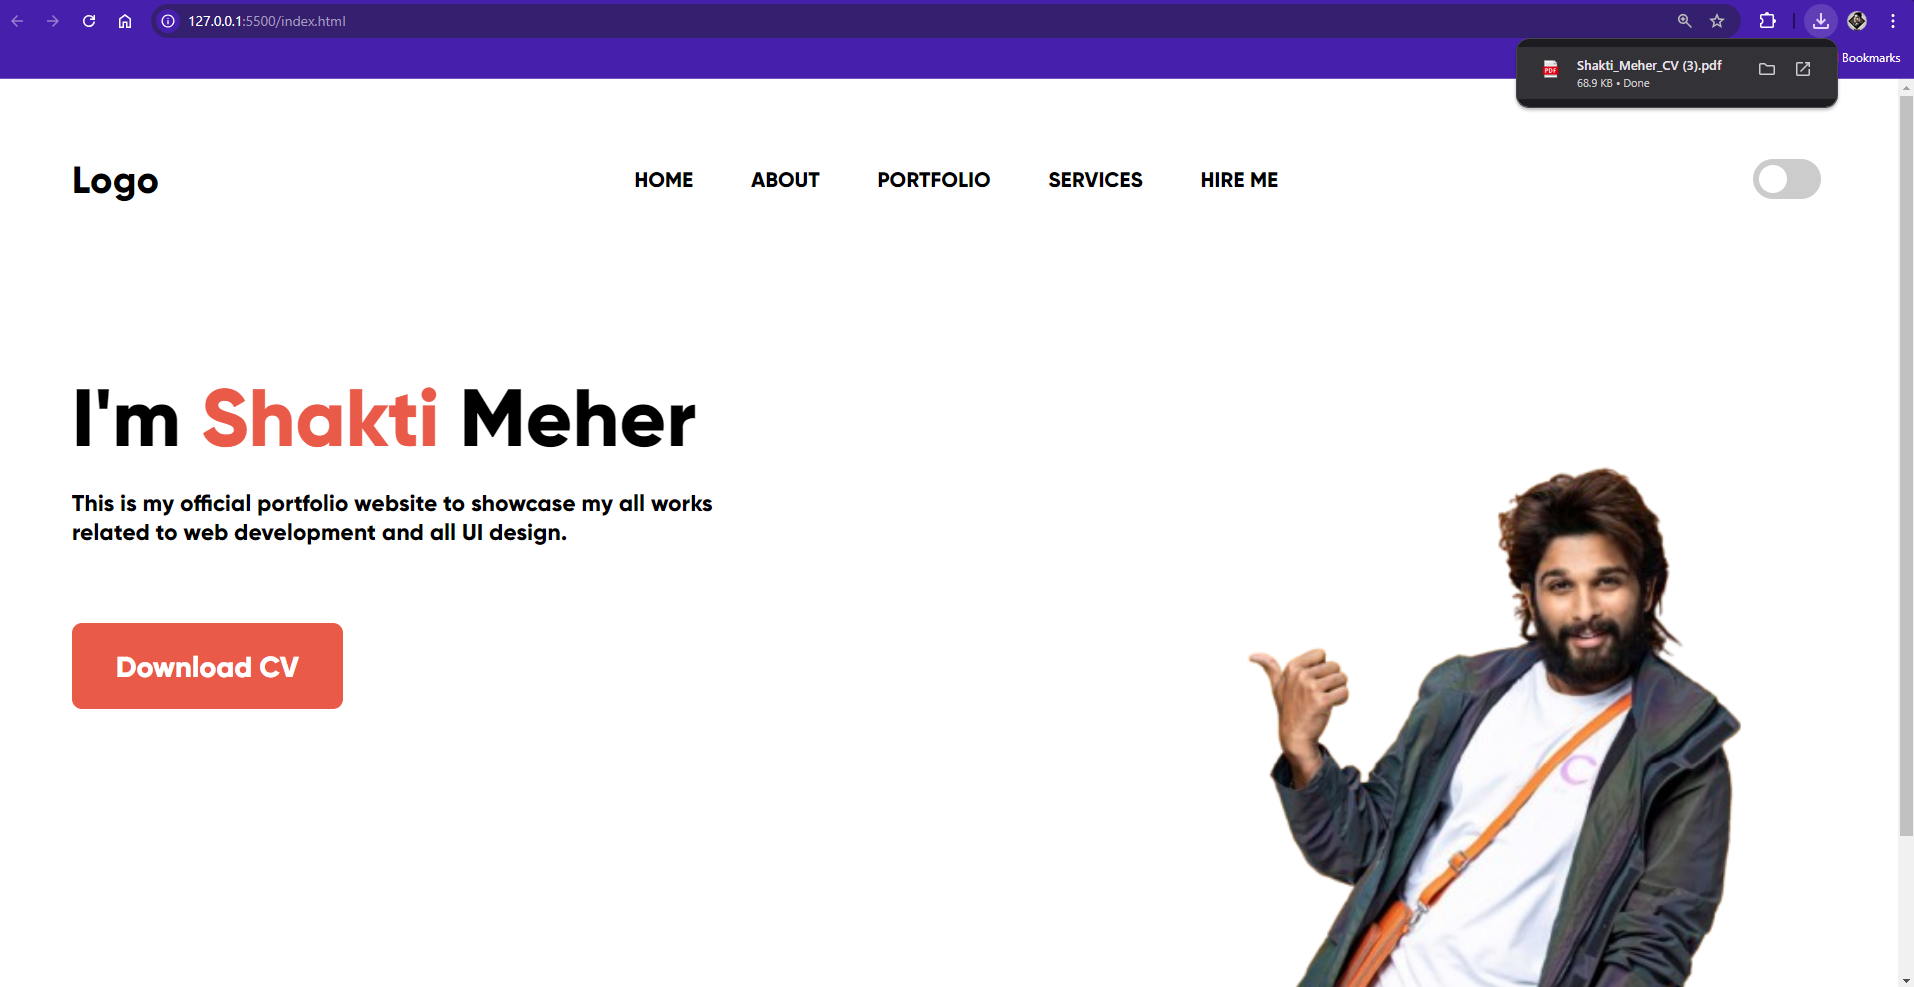 127.0.0.1:5500/index.html
Bookmarks
PDF
Shakti_Meher_CV (3).pdf
68.9 KB • Done
Logo
HOME ABOUT PORTFOLIO SERVICES HIRE ME
I'm Shakti Meher
This is my official portfolio website to showcase my all works
related to web development and all UI design.
Download CV
C